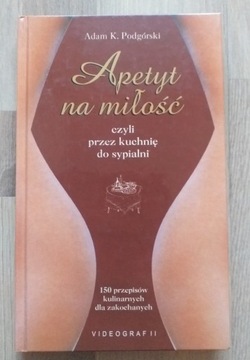 Adam K. Podgórski
Apetyt
na miłość
czyli
przez kuchnię
do sypialni
150 przepisów
kulinarnych
dla zakochanych
VIDEOGRAF II